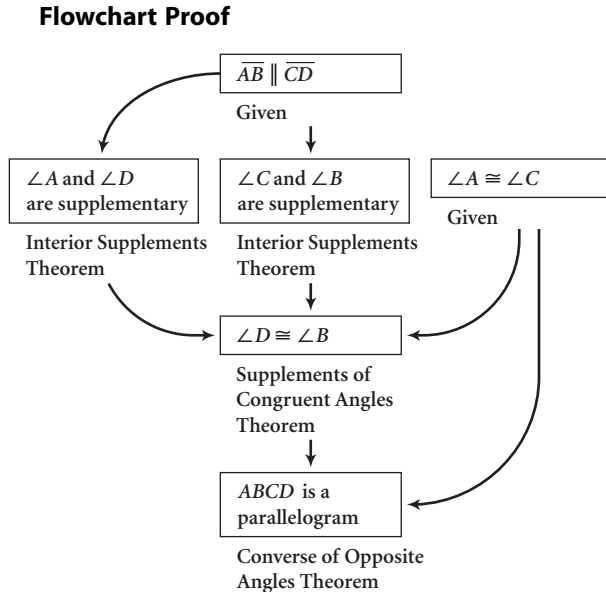 Flowchart Proof
AB ∥ CD
Given
∠A and ∠D
are supplementary
Interior Supplements
Theorem
∠C and ∠B
are supplementary
Interior Supplements
Theorem
∠A ≅ ∠C
Given
∠D ≅ ∠B
Supplements of
Congruent Angles
Theorem
ABCD is a
parallelogram
Converse of Opposite
Angles Theorem